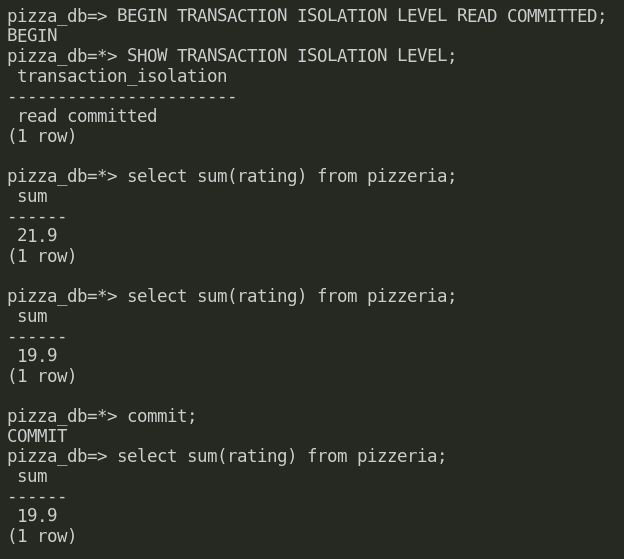 pizza_db=> BEGIN TRANSACTION ISOLATION LEVEL READ COMMITTED;
BEGIN
pizza_db=*> SHOW TRANSACTION ISOLATION LEVEL;
 transaction_isolation
-----------------------
 read committed
(1 row)

pizza_db=*> select sum(rating) from pizzeria;
 sum
------
 21.9
(1 row)

pizza_db=*> select sum(rating) from pizzeria;
 sum
------
 19.9
(1 row)

pizza_db=*> commit;
COMMIT
pizza_db=> select sum(rating) from pizzeria;
 sum
------
 19.9
(1 row)